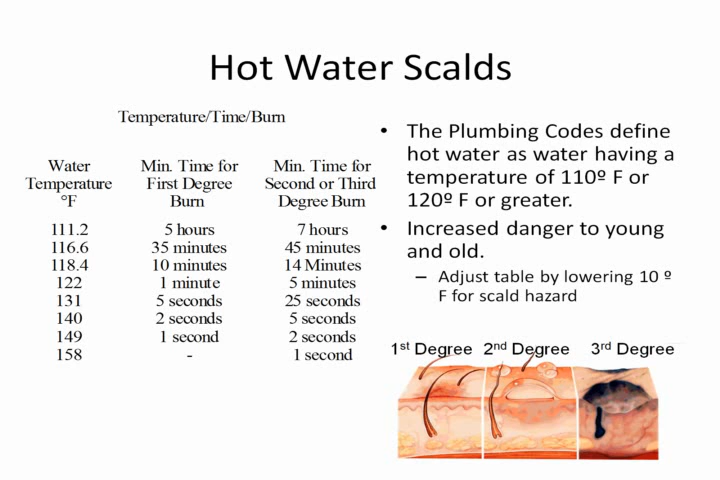 Hot Water Scalds
Temperature/Time/Burn
Water Temperature °F	Min. Time for First Degree Burn	Min. Time for Second or Third Degree Burn
111.2	5 hours	7 hours
116.6	35 minutes	45 minutes
118.4	10 minutes	14 Minutes
122	1 minute	5 minutes
131	5 seconds	25 seconds
140	2 seconds	5 seconds
149	1 second	2 seconds
158	-	1 second
• The Plumbing Codes define
hot water as water having a
temperature of 110º F or
120º F or greater.
• Increased danger to young
and old.
– Adjust table by lowering 10 º
F for scald hazard
1st Degree	2nd Degree	3rd Degree